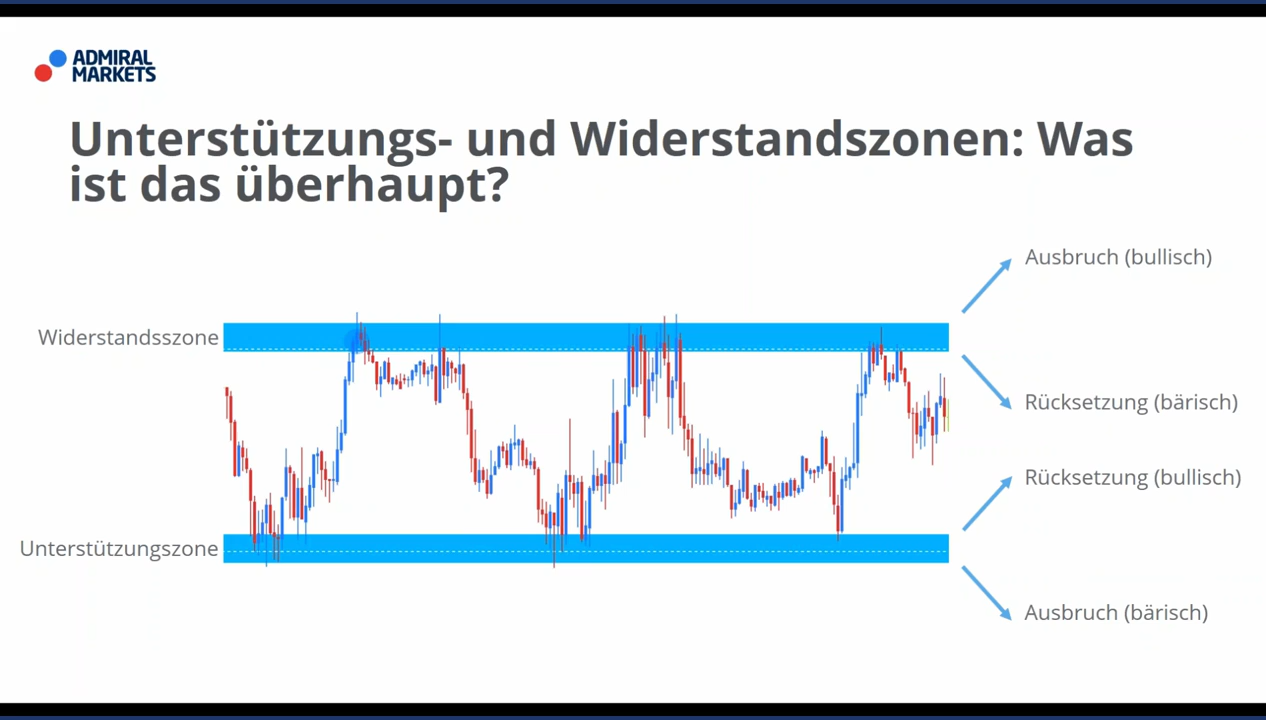 ADMIRAL
MARKETS
Unterstützungs- und Widerstandszonen: Was
ist das überhaupt?
Ausbruch (bullisch)
Widerstandsszone
Rücksetzung (bärisch)
Rücksetzung (bullisch)
Unterstützungszone
Ausbruch (bärisch)